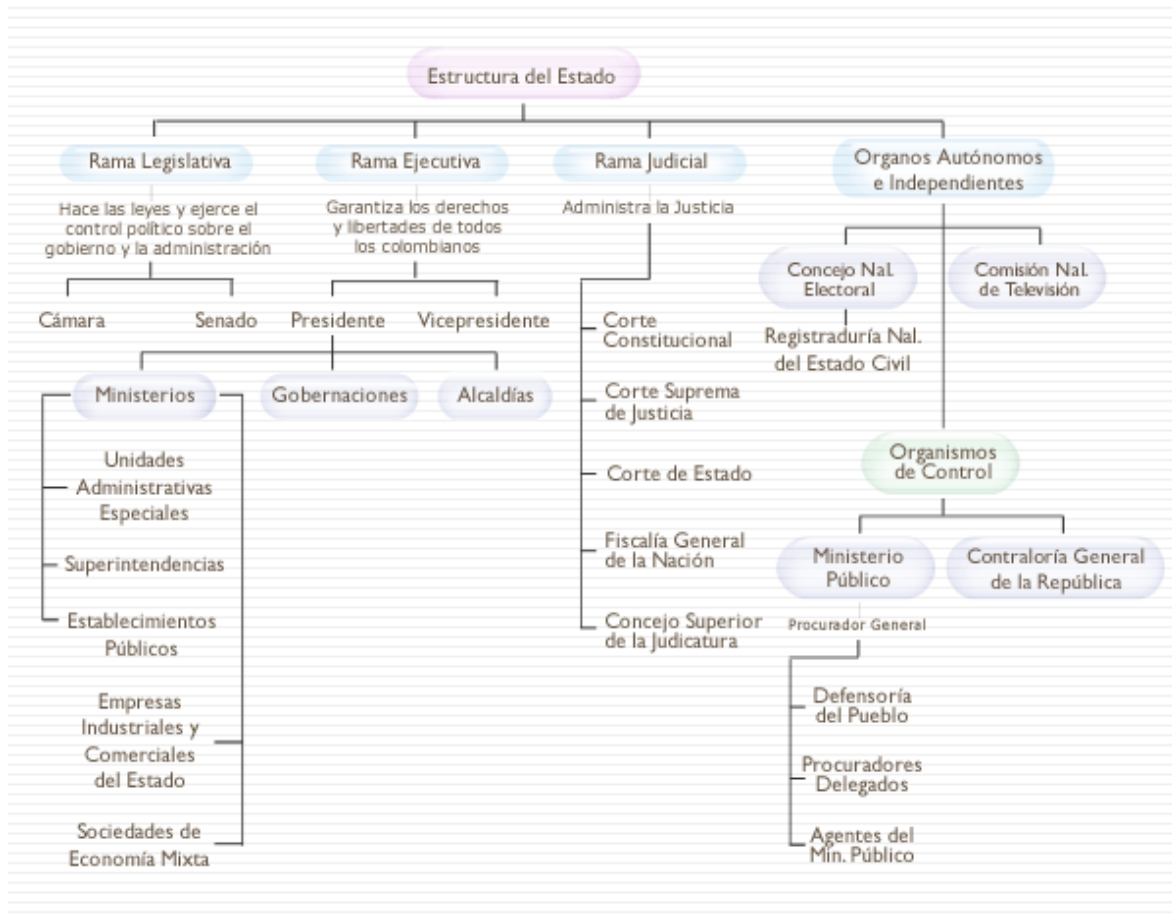 Estructura del Estado
Rama Legislativa
Hace las leyes y ejerce el
control político sobre el
gobierno y la administración
Cámara
Senado
Rama Ejecutiva
Garantiza los derechos
y libertades de todos
los colombianos
Presidente
Vicepresidente
Ministerios
Gobernaciones
Alcaldías
Unidades
Administrativas
Especiales
Superintendencias
Establecimientos
Públicos
Empresas
Industriales y
Comerciales
del Estado
Sociedades de
Economía Mixta
Rama Judicial
Administra la Justicia
Corte
Constitucional
Corte Suprema
de Justicia
Corte de Estado
Fiscalía General
de la Nación
Concejo Superior
de la Judicatura
Organos Autónomos
e Independientes
Concejo Nal.
Electoral
Registraduría Nal.
del Estado Civil
Comisión Nal.
de Televisión
Organismos
de Control
Ministerio
Público
Procurador General
Defensoría
del Pueblo
Procuradores
Delegados
Agentes del
Min. Público
Contraloría General
de la República